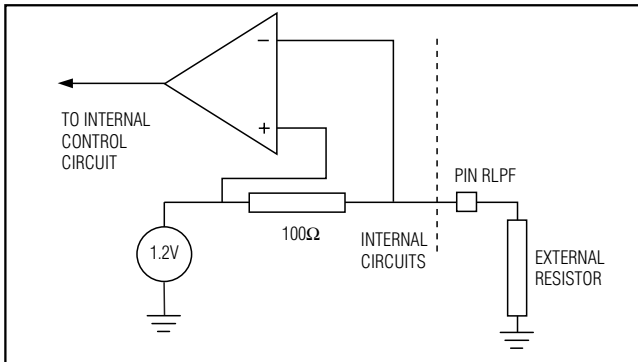 −
+
TO INTERNAL
CONTROL
CIRCUIT
PIN RLPF
100Ω
INTERNAL
CIRCUITS
1.2V
EXTERNAL
RESISTOR